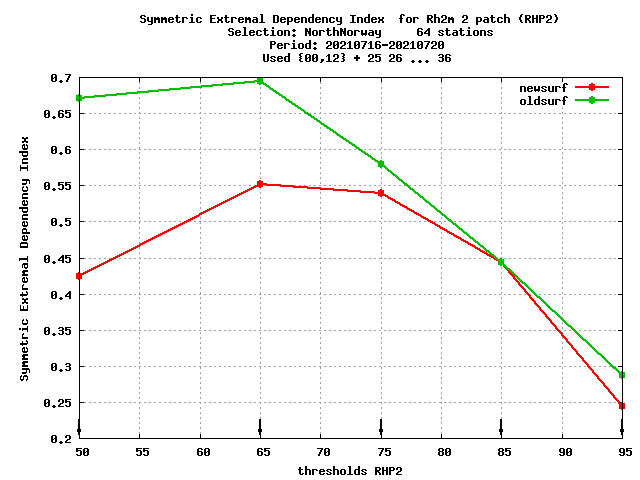 Symmetric Extremal Dependency Index  for Rh2m 2 patch (RHP2)
Selection: NorthNorway     64 stations
Period: 20210716-20210720
Used {00,12} + 25 26 ... 36
newsurf
oldsurf
Symmetric Extremal Dependency Index
0.7
0.65
0.6
0.55
0.5
0.45
0.4
0.35
0.3
0.25
0.2
50 55 60 65 70 75 80 85 90 95
thresholds RHP2